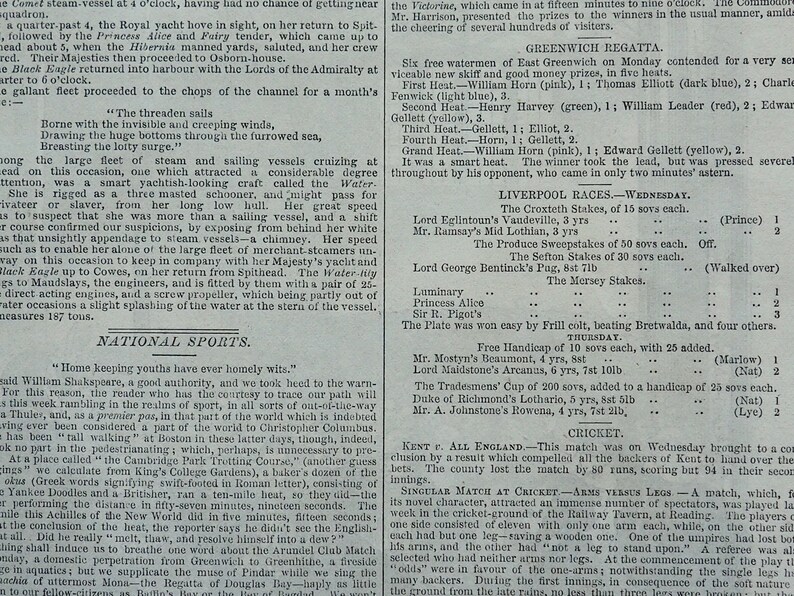 the Comet steam-vessel at 4 o'clock, having had no chance of getting near
squadron.
a quarter-past 4, the Royal yacht hove in sight, on her return to Spit-
, followed by the Princess Alice and Fairy tender, which came up to
head about 5, when the Hibernia manned yards, saluted, and her crew
red. Their Majesties then proceeded to Osborn-house.
e Black Eagle returned into harbour with the Lords of the Admiralty at
arter to 6 o'clock.
e gallant fleet proceeded to the chops of the channel for a month's
e:—
"The threaden sails
Borne with the invisible and creeping winds,
Drawing the huge bottoms through the furrowed sea,
Breasting the lofty surge."
nong the large fleet of steam and sailing vessels cruizing at
ead on this occasion, one which attracted a considerable degree
ttention, was a smart yachtish-looking craft called the Water-
She is rigged as a three masted schooner, and might pass for
rivateer or slaver, from her long low hull. Her great speed
us to suspect that she was more than a sailing vessel, and a shift
r course confirmed our suspicions, by exposing from behind her white
as that unsightly appendage to steam vessels—a chimney. Her speed
such as to enable her alone of the large fleet of merchant-steamers un-
way on this occasion to keep in company with her Majesty's yacht and
Black Eagle up to Cowes, on her return from Spithead. The Water-lily
gs to Maudslays, the engineers, and is fitted by them with a pair of 25-
direct acting engines, and a screw propeller, which being partly out of
water occasions a slight splashing of the water at the stern of the vessel.
measures 187 tons.
NATIONAL SPORTS.
"Home keeping youths have ever homely wits."
said William Shakspeare, a good authority, and we took heed to the warn-
For this reason, the reader who has the courtesy to trace our path will
us this week rambling in the realms of sport, in all sorts of out-of-the-way
a Thule, and, as a premier pas, in that part of the world which is indebted
aving ever been considered a part of the world to Christopher Columbus.
e has been "tall walking" at Boston in these latter days, though, indeed,
ok no part in the pedestrianating; which, perhaps, is unnecessary to pre-
At a place called "the Cambridge Park Trotting Course," (another guess
gings" we calculate from King's College Gardens), a baker's dozen of the
okus (Greek words signifying swift-footed in Roman letter), consisting of
e Yankee Doodles and a Britisher, ran a ten-mile heat, so they did—the
er performing the distance in fifty-seven minutes, nineteen seconds. The
mile this Achilles of the New World did in five minutes, fifteen seconds;
at the conclusion of the heat, the reporter says he didn't see the English-
at all. Did he really "melt, thaw, and resolve himself into a dew?"
thing shall induce us to breathe one word about the Arundel Club Match
onday, a domestic perpetration from Greenwich to Greenhithe, a fireside
ge in aquatics; but we supplicate the muse of Pindar while we sing the
machia of uttermost Mona—the Regatta of Douglas Bay—haply as little
n to our fellow-citizens as Baffin's Bay or the Bay of Bagdad. We won't
the Victorine, which came in at fifteen minutes to nine o'clock. The Commodore
Mr. Harrison, presented the prizes to the winners in the usual manner, amidst
the cheering of several hundreds of visiters.
GREENWICH REGATTA.
Six free watermen of East Greenwich on Monday contended for a very ser
viceable new skiff and good money prizes, in five heats.
First Heat.—William Horn (pink), 1; Thomas Elliott (dark blue), 2; Charle
Fenwick (light blue), 3.
Second Heat.—Henry Harvey (green), 1; William Leader (red), 2; Edwar
Gellett (yellow), 3.
Third Heat.—Gellett, 1; Elliot, 2.
Fourth Heat.—Horn, 1; Gellett, 2.
Grand Heat.—William Horn (pink), 1; Edward Gellett (yellow), 2.
It was a smart heat. The winner took the lead, but was pressed severel
throughout by his opponent, who came in only two minutes' astern.
LIVERPOOL RACES.—WEDNESDAY.
The Croxteth Stakes, of 15 sovs each.
Lord Eglintoun's Vaudeville, 3 yrs .. .. .. (Prince) 1
Mr. Ramsay's Mid Lothian, 3 yrs .. .. .. .. 2
The Produce Sweepstakes of 50 sovs each. Off.
The Sefton Stakes of 30 sovs each.
Lord George Bentinck's Pug, 8st 7lb .. .. (Walked over)
The Mersey Stakes.
Luminary .. .. .. .. .. .. .. 1
Princess Alice .. .. .. .. .. .. .. 2
Sir R. Pigot's .. .. .. .. .. .. .. 3
The Plate was won easy by Frill colt, beating Bretwalda, and four others.
THURSDAY.
Free Handicap of 10 sovs each, with 25 added.
Mr. Mostyn's Beaumont, 4 yrs, 8st .. .. .. (Marlow) 1
Lord Maidstone's Arcanus, 6 yrs, 7st 10lb .. .. (Nat) 2
The Tradesmens' Cup of 200 sovs, added to a handicap of 25 sovs each.
Duke of Richmond's Lothario, 5 yrs, 8st 5lb .. .. (Nat) 1
Mr. A. Johnstone's Rowena, 4 yrs, 7st 2lb, .. .. (Lye) 2
CRICKET.
KENT v. ALL ENGLAND.—This match was on Wednesday brought to a con
clusion by a result which compelled all the backers of Kent to hand over the
bets. The county lost the match by 80 runs, scoring but 94 in their secon
innings.
SINGULAR MATCH AT CRICKET.—ARMS VERSUS LEGS.—A match, which, fo
its novel character, attracted an immense number of spectators, was played la
week in the cricket-ground of the Railway Tavern, at Reading. The players o
one side consisted of eleven with only one arm each, while, on the other sid
each had but one leg—saving a wooden one. One of the umpires had lost bot
his arms, and the other had "not a leg to stand upon." A referee was als
selected who had neither arms nor legs. At the commencement of the play th
"odds" were in favour of the one-arms; notwithstanding the single legs ha
many backers. During the first innings, in consequence of the soft nature
the ground from the late rains, no less than three legs were broken; but the